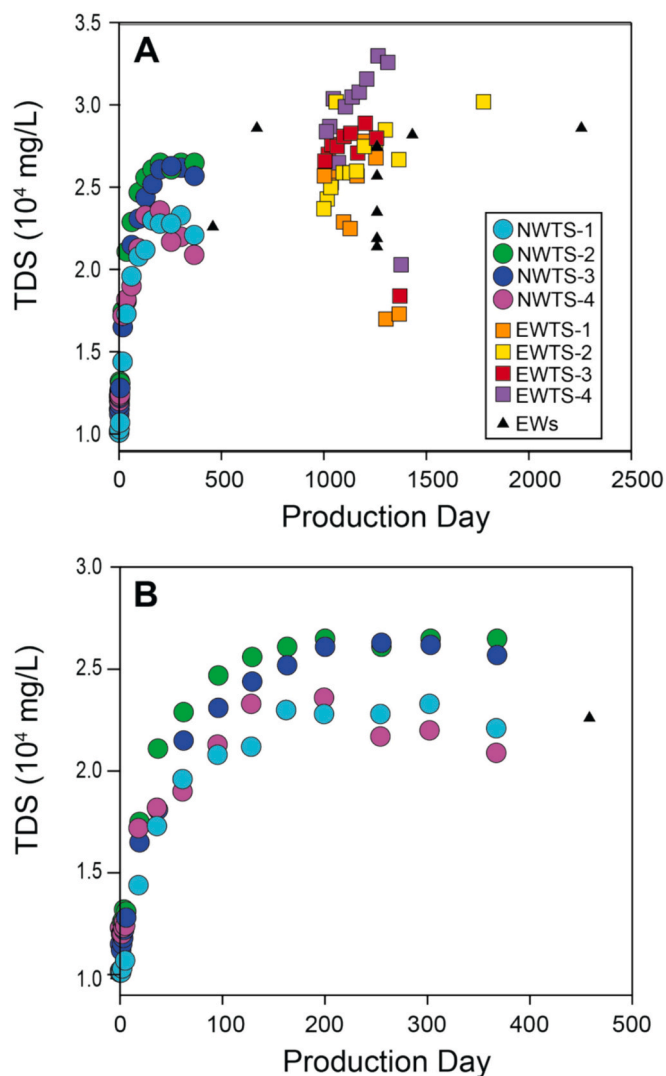 A
3.5
3.0
2.5
2.0
1.5
1.0
TDS (10⁴ mg/L)
NWTS-1
NWTS-2
NWTS-3
NWTS-4
EWTS-1
EWTS-2
EWTS-3
EWTS-4
EWs
0 500 1000 1500 2000 2500
Production Day
B
3.0
2.5
2.0
1.5
1.0
TDS (10⁴ mg/L)
0 100 200 300 400 500
Production Day